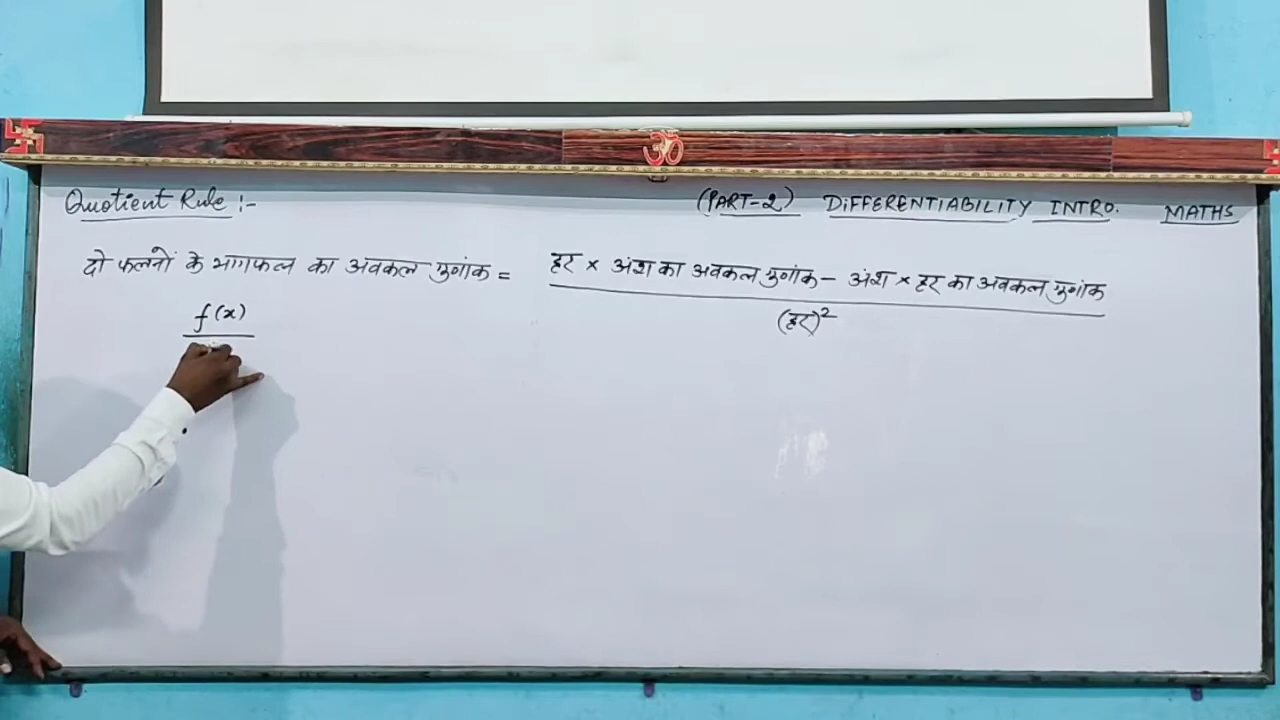 ॐ
Quotient Rule :-
(PART-2) DIFFERENTIABILITY INTRO. MATHS
दो फलनों के भागफल का अवकल गुणांक = हर × अंश का अवकल गुणांक - अंश × हर का अवकल गुणांक
(हर)²
f(x)